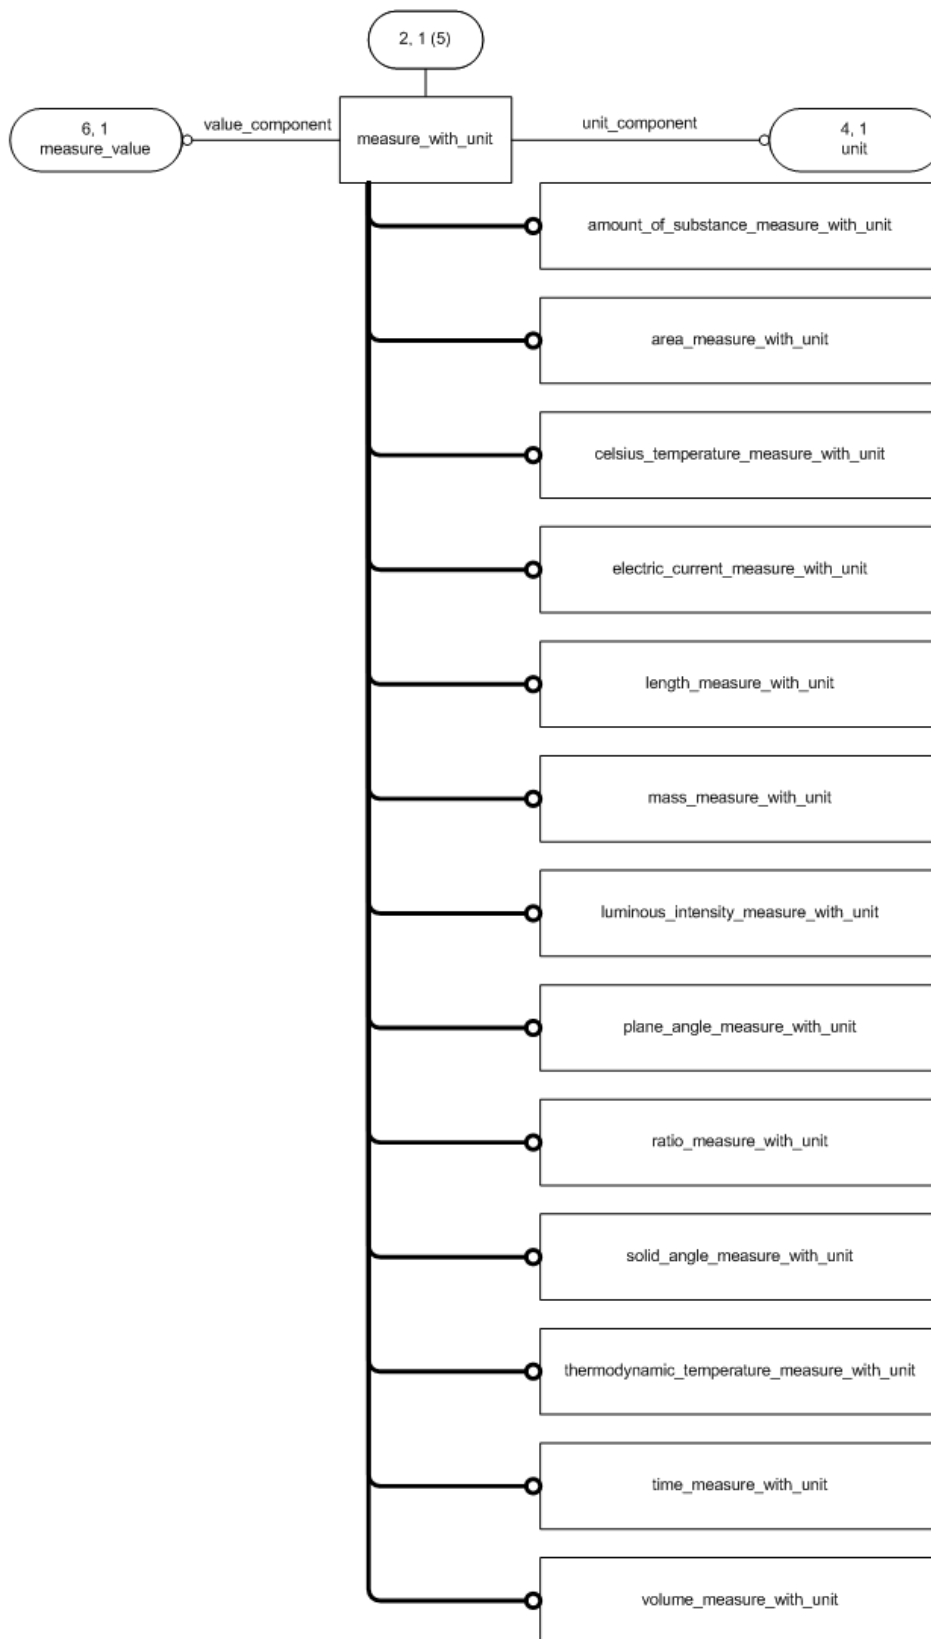 2, 1 (5)
6, 1
measure_value
value_component
measure_with_unit
unit_component
4, 1
unit
amount_of_substance_measure_with_unit
area_measure_with_unit
celsius_temperature_measure_with_unit
electric_current_measure_with_unit
length_measure_with_unit
mass_measure_with_unit
luminous_intensity_measure_with_unit
plane_angle_measure_with_unit
ratio_measure_with_unit
solid_angle_measure_with_unit
thermodynamic_temperature_measure_with_unit
time_measure_with_unit
volume_measure_with_unit